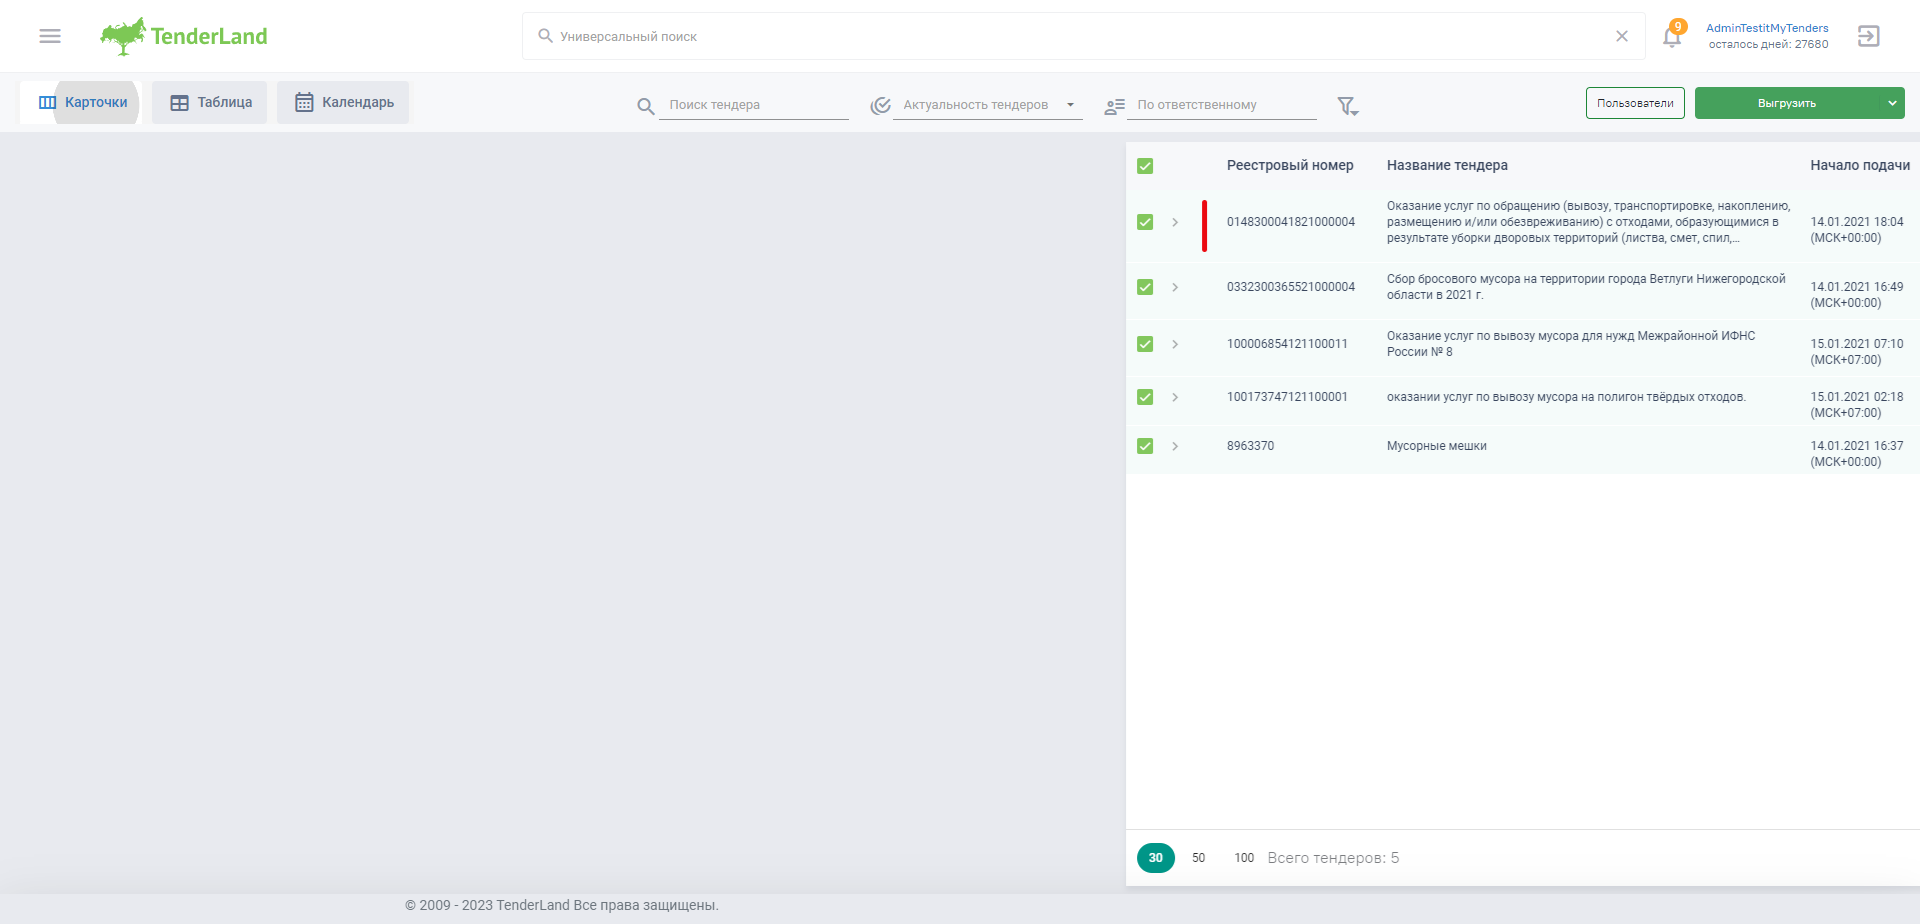 TenderLand
Универсальный поиск
9
AdminTestitMyTenders
осталось дней: 27680
Карточки
Таблица
Календарь
Поиск тендера
Актуальность тендеров
По ответственному
Пользователи
Выгрузить
Реестровый номер
Название тендера
Начало подачи
0148300041821000004
Оказание услуг по обращению (вывозу, транспортировке, накоплению,
размещению и/или обезвреживанию) с отходами, образующимися в
результате уборки дворовых территорий (листва, смет, спил,...
14.01.2021 18:04
(МСК+00:00)
0332300365521000004
Сбор бросового мусора на территории города Ветлуги Нижегородской
области в 2021 г.
14.01.2021 16:49
(МСК+00:00)
100006854121100011
Оказание услуг по вывозу мусора для нужд Межрайонной ИФНС
России № 8
15.01.2021 07:10
(МСК+07:00)
100173747121100001
оказании услуг по вывозу мусора на полигон твёрдых отходов.
15.01.2021 02:18
(МСК+07:00)
8963370
Мусорные мешки
14.01.2021 16:37
(МСК+00:00)
30
50
100
Всего тендеров: 5
© 2009 - 2023 TenderLand Все права защищены.